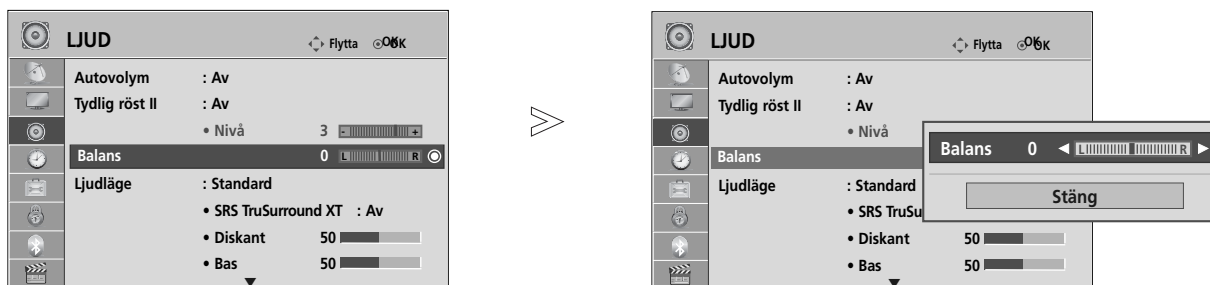 LJUD Flytta OK
Autovolym : Av
Tydlig röst II : Av
• Nivå 3 - +
Balans 0 L R
Ljudläge : Standard
• SRS TruSurround XT : Av
• Diskant 50
• Bas 50
LJUD Flytta OK
Autovolym : Av
Tydlig röst II : Av
• Nivå
Balans
Balans 0 L R
Stäng
Ljudläge : Standard
• SRS TruSu
• Diskant 50
• Bas 50